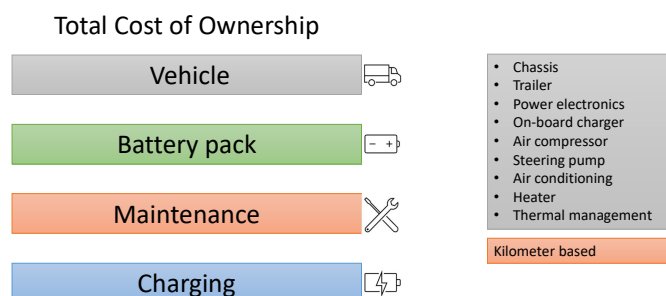 Total Cost of Ownership
Vehicle
Battery pack
Maintenance
Charging
• Chassis
• Trailer
• Power electronics
• On-board charger
• Air compressor
• Steering pump
• Air conditioning
• Heater
• Thermal management
Kilometer based